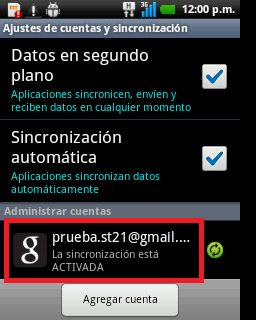 12:00 p.m.
Ajustes de cuentas y sincronización
Datos en segundo
plano
Aplicaciones sincronicen, envíen y
reciben datos en cualquier momento
Sincronización
automática
Aplicaciones sincronizan datos
automáticamente
Administrar cuentas
prueba.st21@gmail....
La sincronización está
ACTIVADA
Agregar cuenta